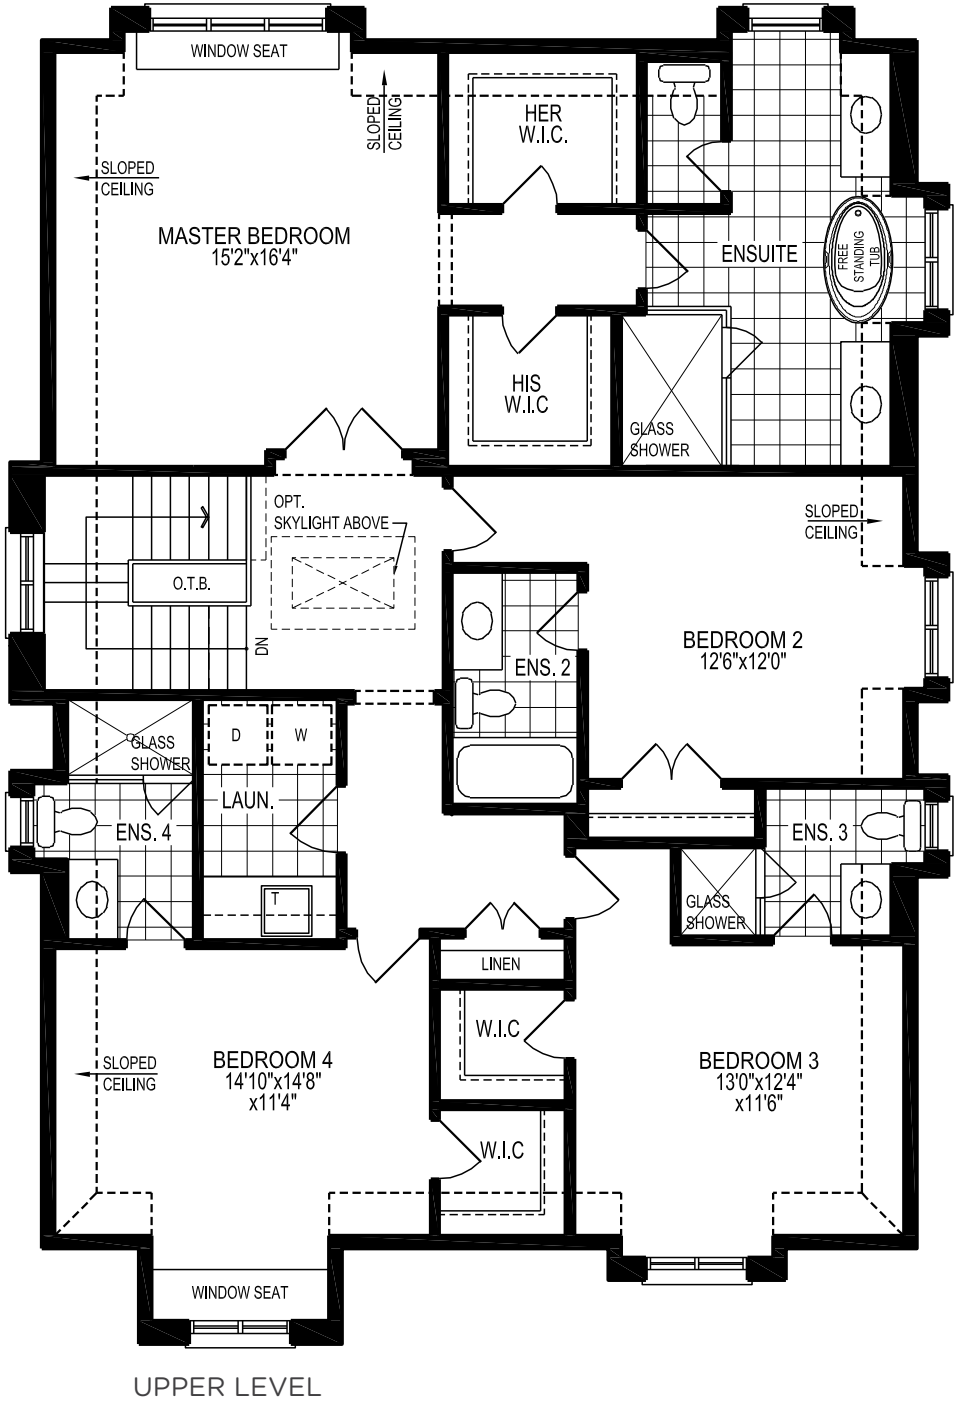 WINDOW SEAT
SLOPED
CEILING
HER
W.I.C.
SLOPED
CEILING
MASTER BEDROOM
15'2"x16'4"
ENSUITE
FREE
STANDING
TUB
HIS
W.I.C
GLASS
SHOWER
OPT.
SKYLIGHT ABOVE
SLOPED
CEILING
O.T.B.
DN
BEDROOM 2
12'6"x12'0"
ENS. 2
D
W
GLASS
SHOWER
LAUN.
ENS. 4
ENS. 3
T
GLASS
SHOWER
LINEN
W.I.C
SLOPED
CEILING
BEDROOM 4
14'10"x14'8"
x11'4"
BEDROOM 3
13'0"x12'4"
x11'6"
W.I.C
WINDOW SEAT
UPPER LEVEL